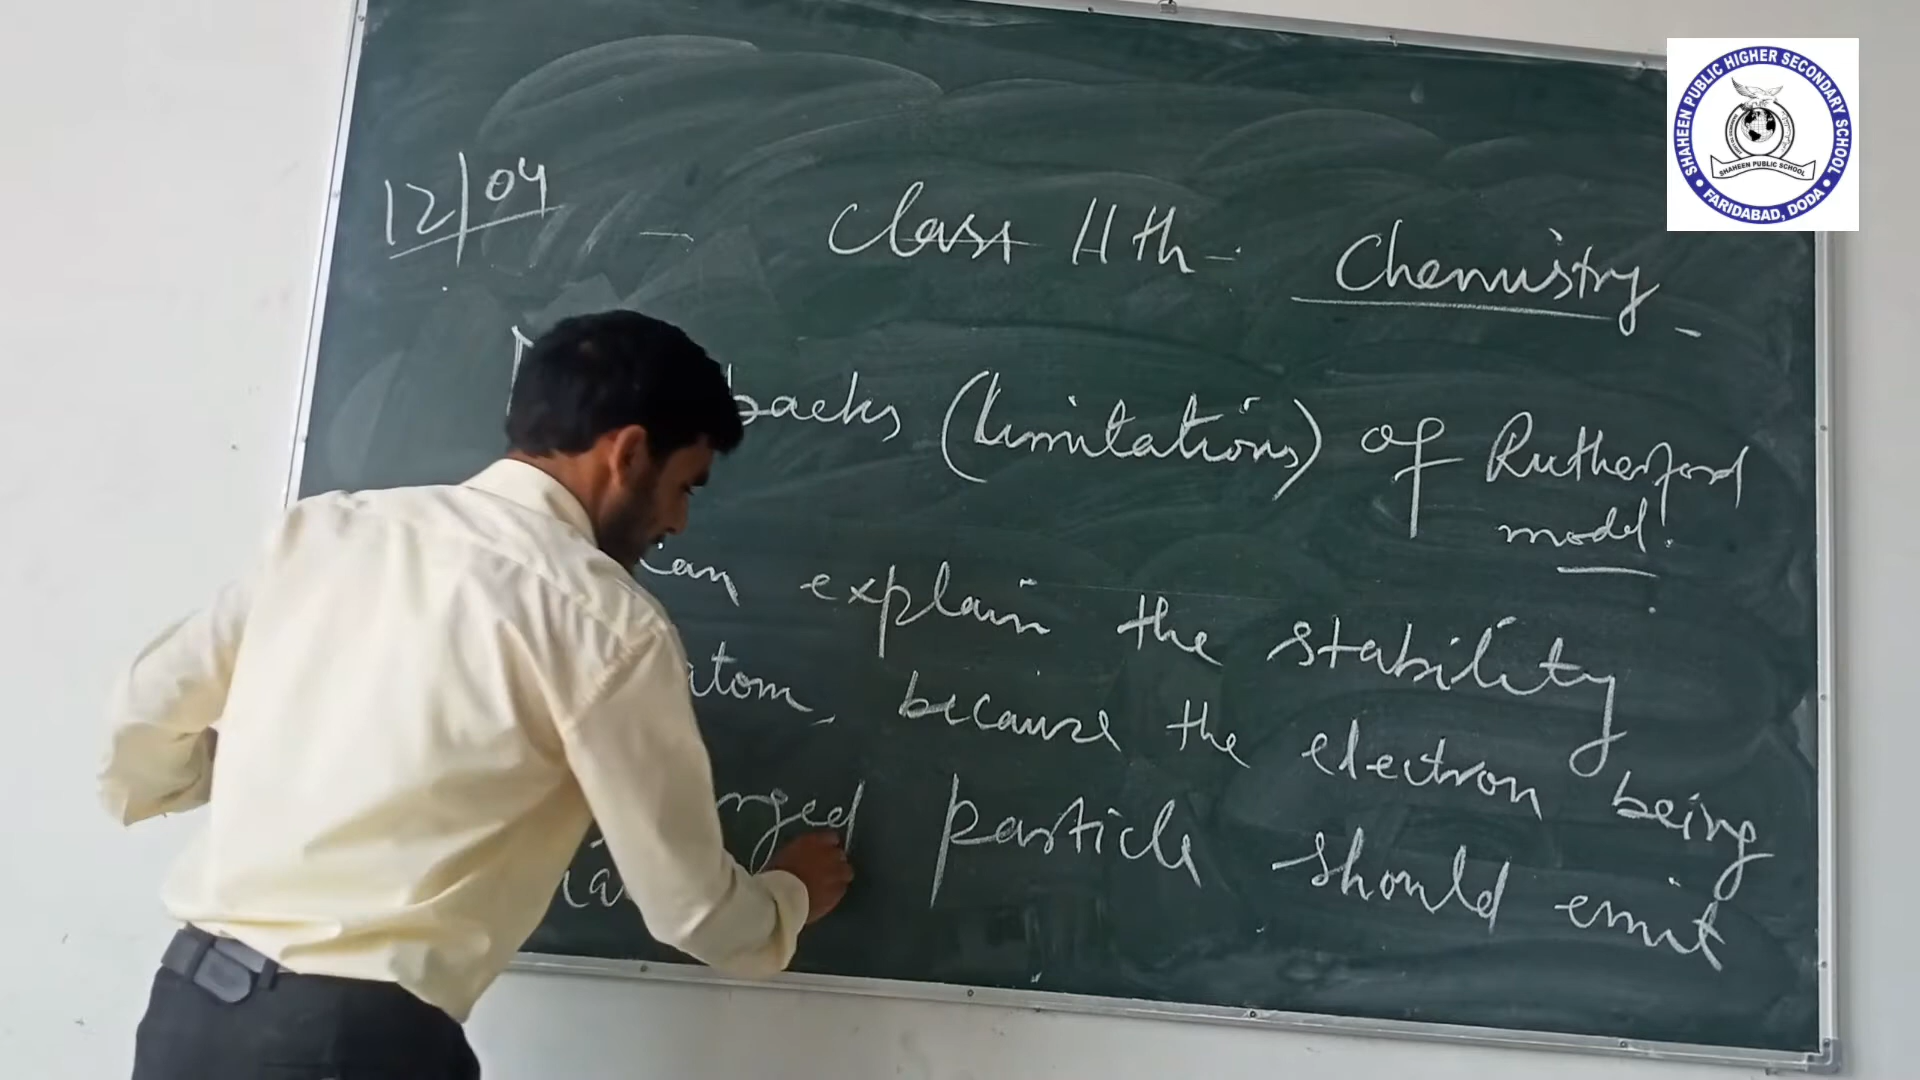 12/04 - Class 11th - Chemistry -
backs (Limitations) of Rutherford
model.
can explain the stability
atom, because the electron being
rged particle should emit
SHAHEEN PUBLIC HIGHER SECONDARY SCHOOL
SHAHEEN PUBLIC SCHOOL
FARIDABAD, DODA